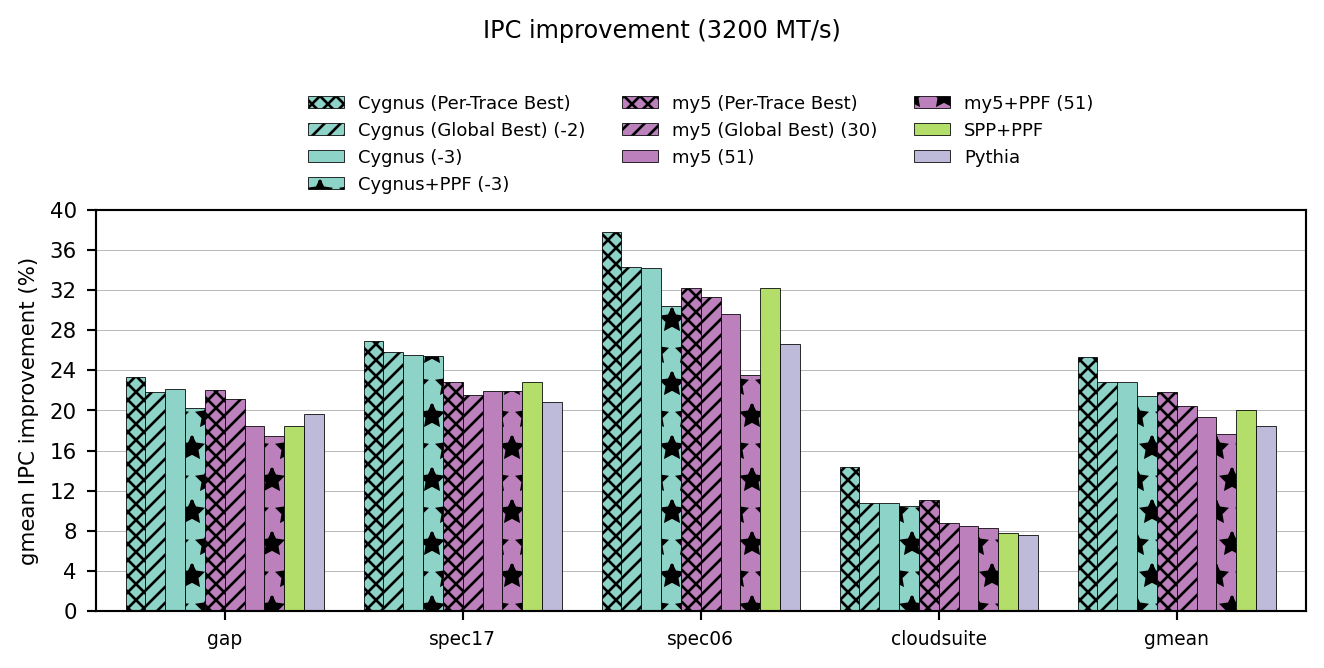 IPC improvement (3200 MT/s)
Cygnus (Per-Trace Best)
Cygnus (Global Best) (-2)
Cygnus (-3)
Cygnus+PPF (-3)
my5 (Per-Trace Best)
my5 (Global Best) (30)
my5 (51)
my5+PPF (51)
SPP+PPF
Pythia
gmean IPC improvement (%)
40
36
32
28
24
20
16
12
8
4
0
gap
spec17
spec06
cloudsuite
gmean